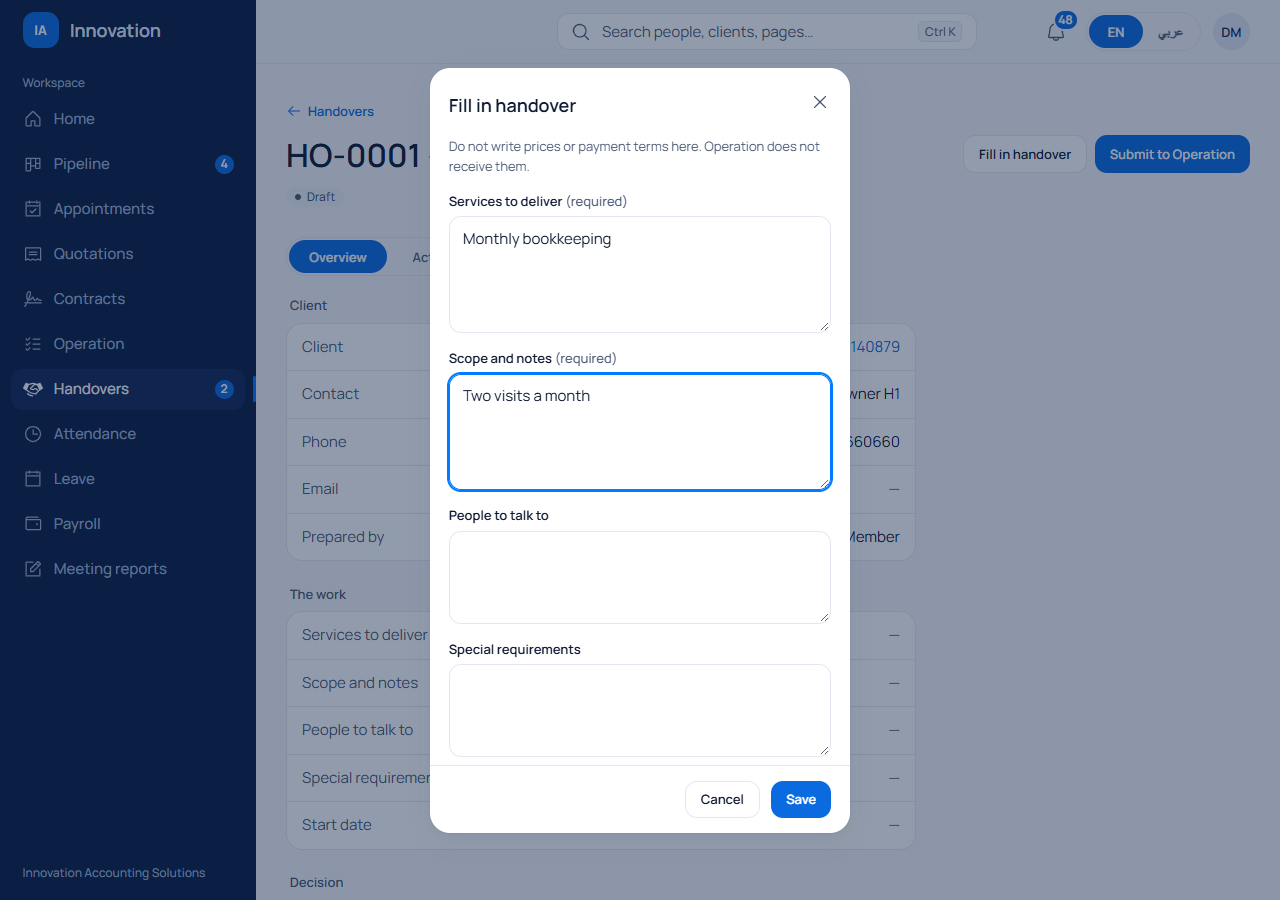 IA Innovation
Search people, clients, pages... Ctrl K
48
EN عربي
DM
Workspace
Home
Pipeline 4
Appointments
Quotations
Contracts
Operation
Handovers 2
Attendance
Leave
Payroll
Meeting reports
Innovation Accounting Solutions
Handovers
HO-0001
Draft
Fill in handover
Submit to Operation
Overview
Client
Client 140879
Contact H1
Phone 660660
Email —
Prepared by Member
The work
Services to deliver —
Scope and notes —
People to talk to —
Special —
Start date —
Decision
Fill in handover
Do not write prices or payment terms here. Operation does not
receive them.
Services to deliver (required)
Monthly bookkeeping
Scope and notes (required)
Two visits a month
People to talk to
Special requirements
Cancel Save